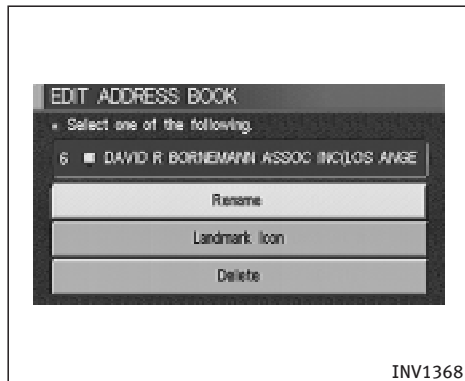 EDIT ADDRESS BOOK
Select one of the following.
6 DAVID R BORNEMANN ASSOC INC(LOS ANGE
Rename
Landmark Icon
Delete
INV1368